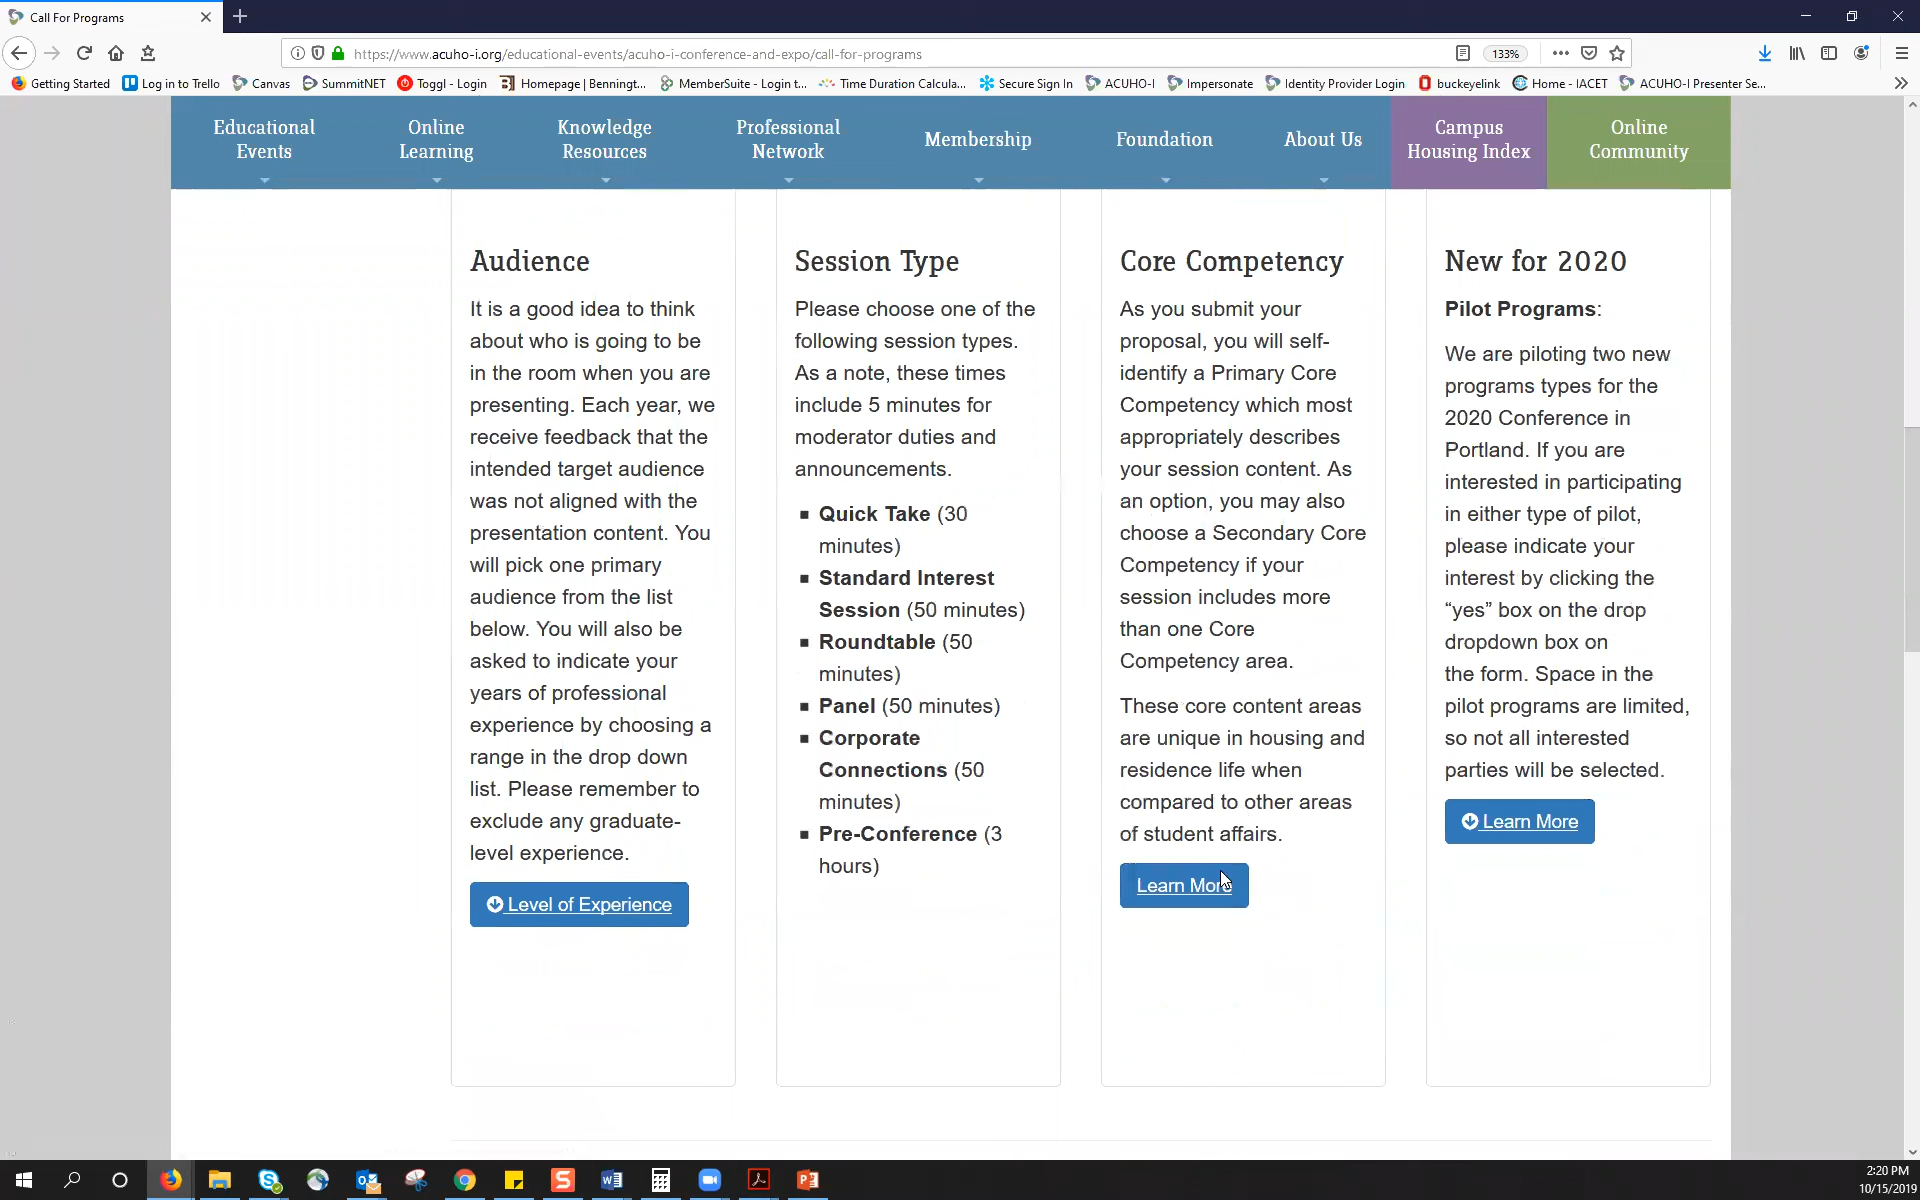 Call For Programs
https://www.acuho-i.org/educational-events/acuho-i-conference-and-expo/call-for-programs
133%
Getting Started
Log in to Trello
Canvas
SummitNET
Toggl - Login
Homepage | Benningt...
MemberSuite - Login t...
Time Duration Calcula...
Secure Sign In
ACUHO-I
Impersonate
Identity Provider Login
buckeyelink
Home - IACET
ACUHO-I Presenter Se...
Educational
Events
Online
Learning
Knowledge
Resources
Professional
Network
Membership
Foundation
About Us
Campus
Housing Index
Online
Community
Audience
It is a good idea to think
about who is going to be
in the room when you are
presenting. Each year, we
receive feedback that the
intended target audience
was not aligned with the
presentation content. You
will pick one primary
audience from the list
below. You will also be
asked to indicate your
years of professional
experience by choosing a
range in the drop down
list. Please remember to
exclude any graduate-
level experience.
Level of Experience
Session Type
Please choose one of the
following session types.
As a note, these times
include 5 minutes for
moderator duties and
announcements.
Quick Take (30
minutes)
Standard Interest
Session (50 minutes)
Roundtable (50
minutes)
Panel (50 minutes)
Corporate
Connections (50
minutes)
Pre-Conference (3
hours)
Core Competency
As you submit your
proposal, you will self-
identify a Primary Core
Competency which most
appropriately describes
your session content. As
an option, you may also
choose a Secondary Core
Competency if your
session includes more
than one Core
Competency area.
These core content areas
are unique in housing and
residence life when
compared to other areas
of student affairs.
Learn More
New for 2020
Pilot Programs:
We are piloting two new
programs types for the
2020 Conference in
Portland. If you are
interested in participating
in either type of pilot,
please indicate your
interest by clicking the
“yes” box on the drop
dropdown box on
the form. Space in the
pilot programs are limited,
so not all interested
parties will be selected.
Learn More
2:20 PM
10/15/2019